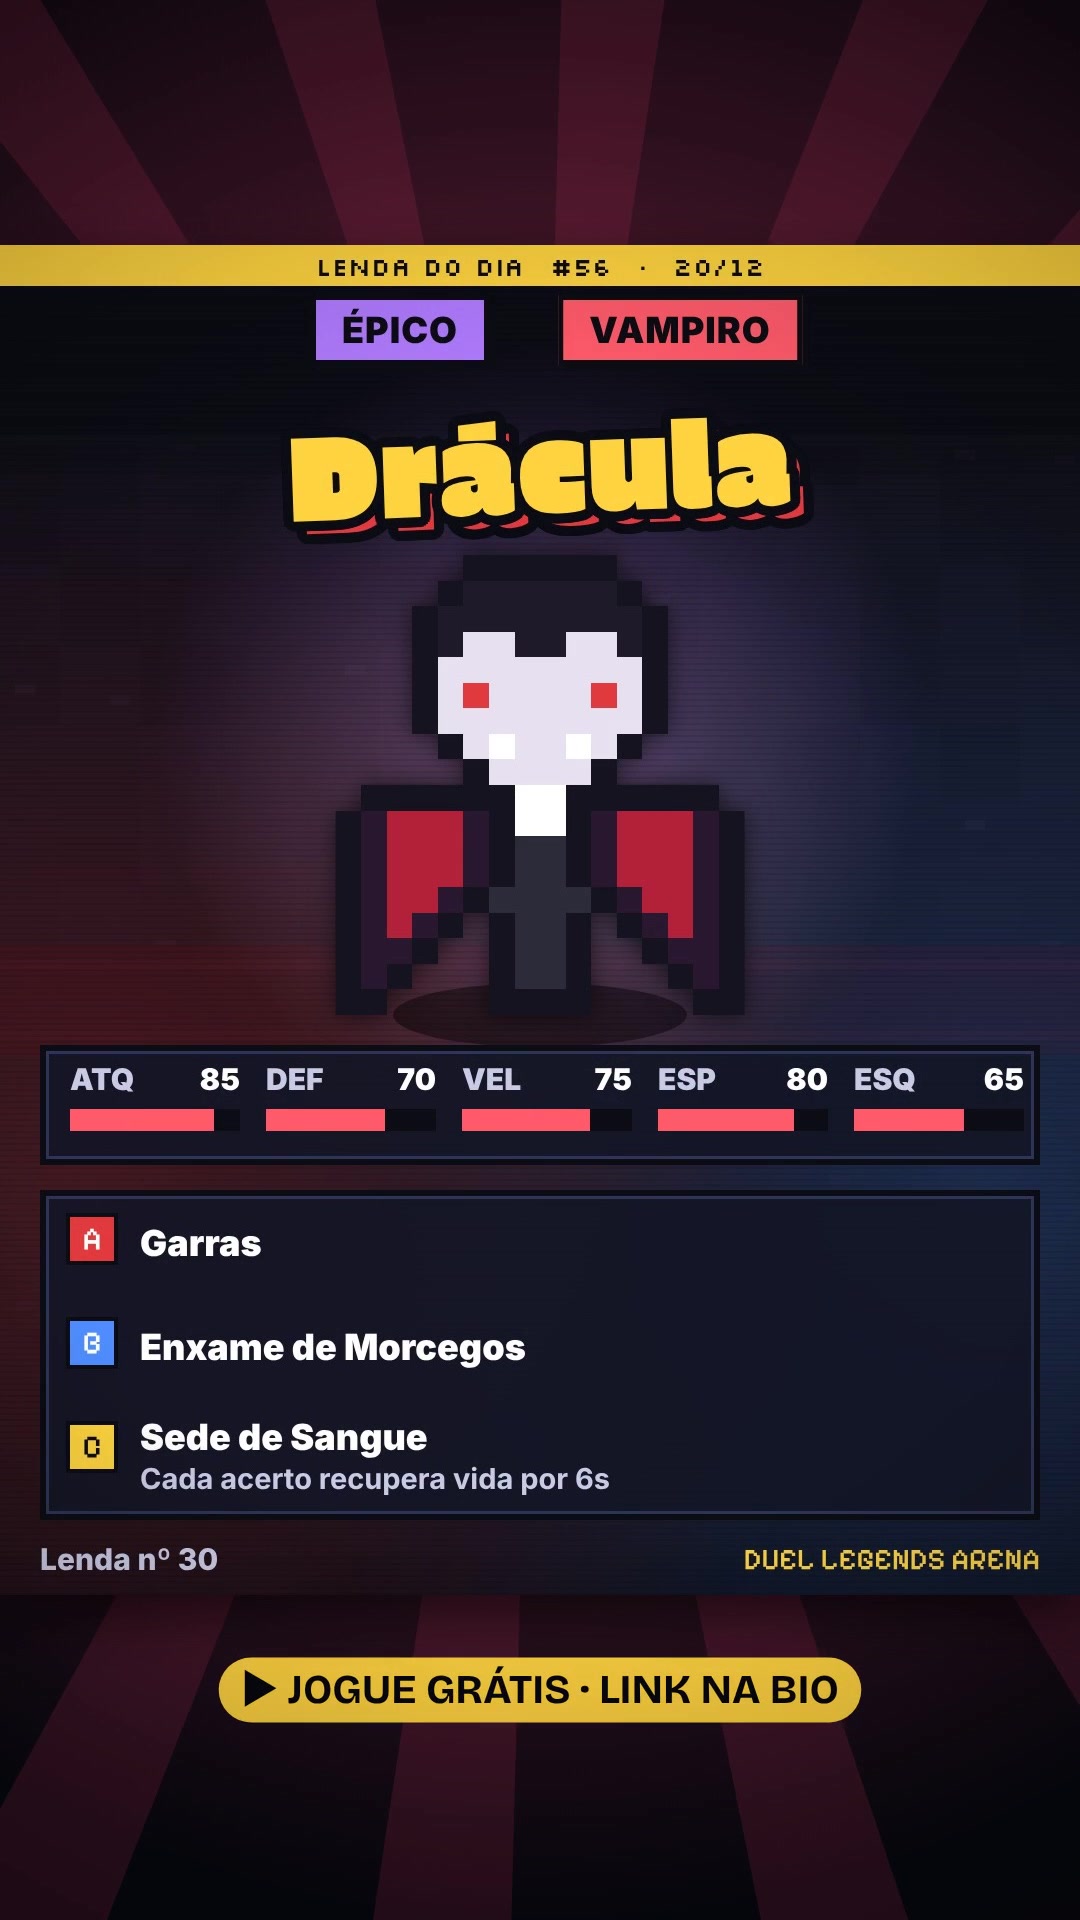 LENDA DO DIA #56 · 20/12
ÉPICO VAMPIRO
Drácula
ATQ 85 DEF 70 VEL 75 ESP 80 ESQ 65
A Garras
B Enxame de Morcegos
C Sede de Sangue
Cada acerto recupera vida por 6s
Lenda nº 30 DUEL LEGENDS ARENA
▶ JOGUE GRÁTIS · LINK NA BIO